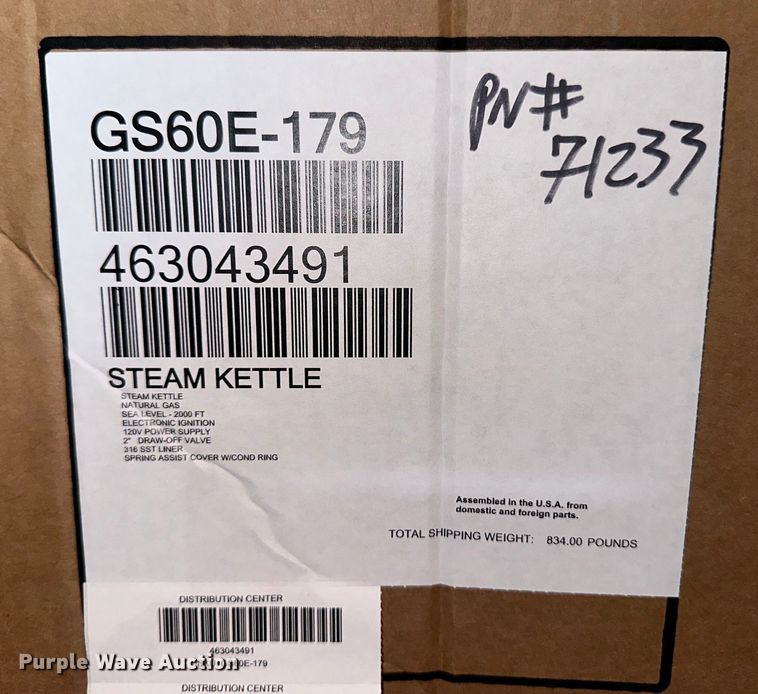 GS60E-179
PN#
71233
463043491
STEAM KETTLE
STEAM KETTLE
NATURAL GAS
SEA LEVEL - 2000 FT
ELECTRONIC IGNITION
120V POWER SUPPLY
2" DRAW-OFF VALVE
316 SST LINER
SPRING ASSIST COVER W/COND RING
Assembled in the U.S.A. from
domestic and foreign parts.
TOTAL SHIPPING WEIGHT: 834.00 POUNDS
DISTRIBUTION CENTER
463043491
Purple Wave Auction
DISTRIBUTION CENTER